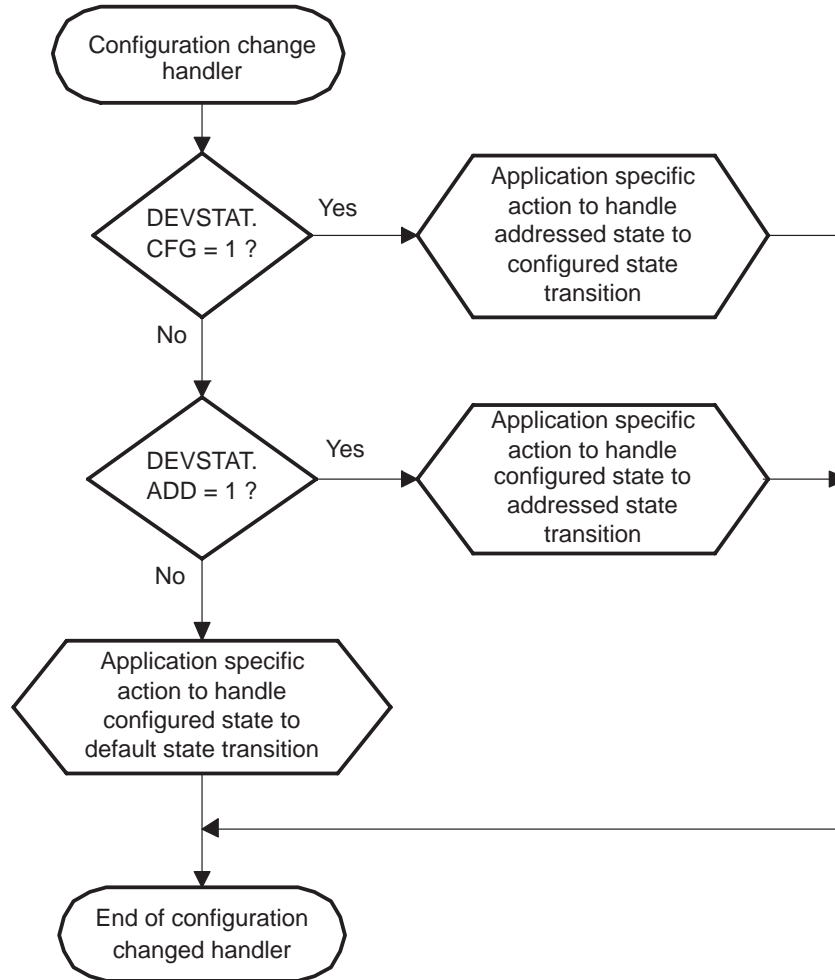 Configuration change
handler
DEVSTAT.
CFG = 1 ?
Yes
Application specific
action to handle
addressed state to
configured state
transition
No
DEVSTAT.
ADD = 1 ?
Yes
Application specific
action to handle
configured state to
addressed state
transition
No
Application specific
action to handle
configured state to
default state transition
End of configuration
changed handler